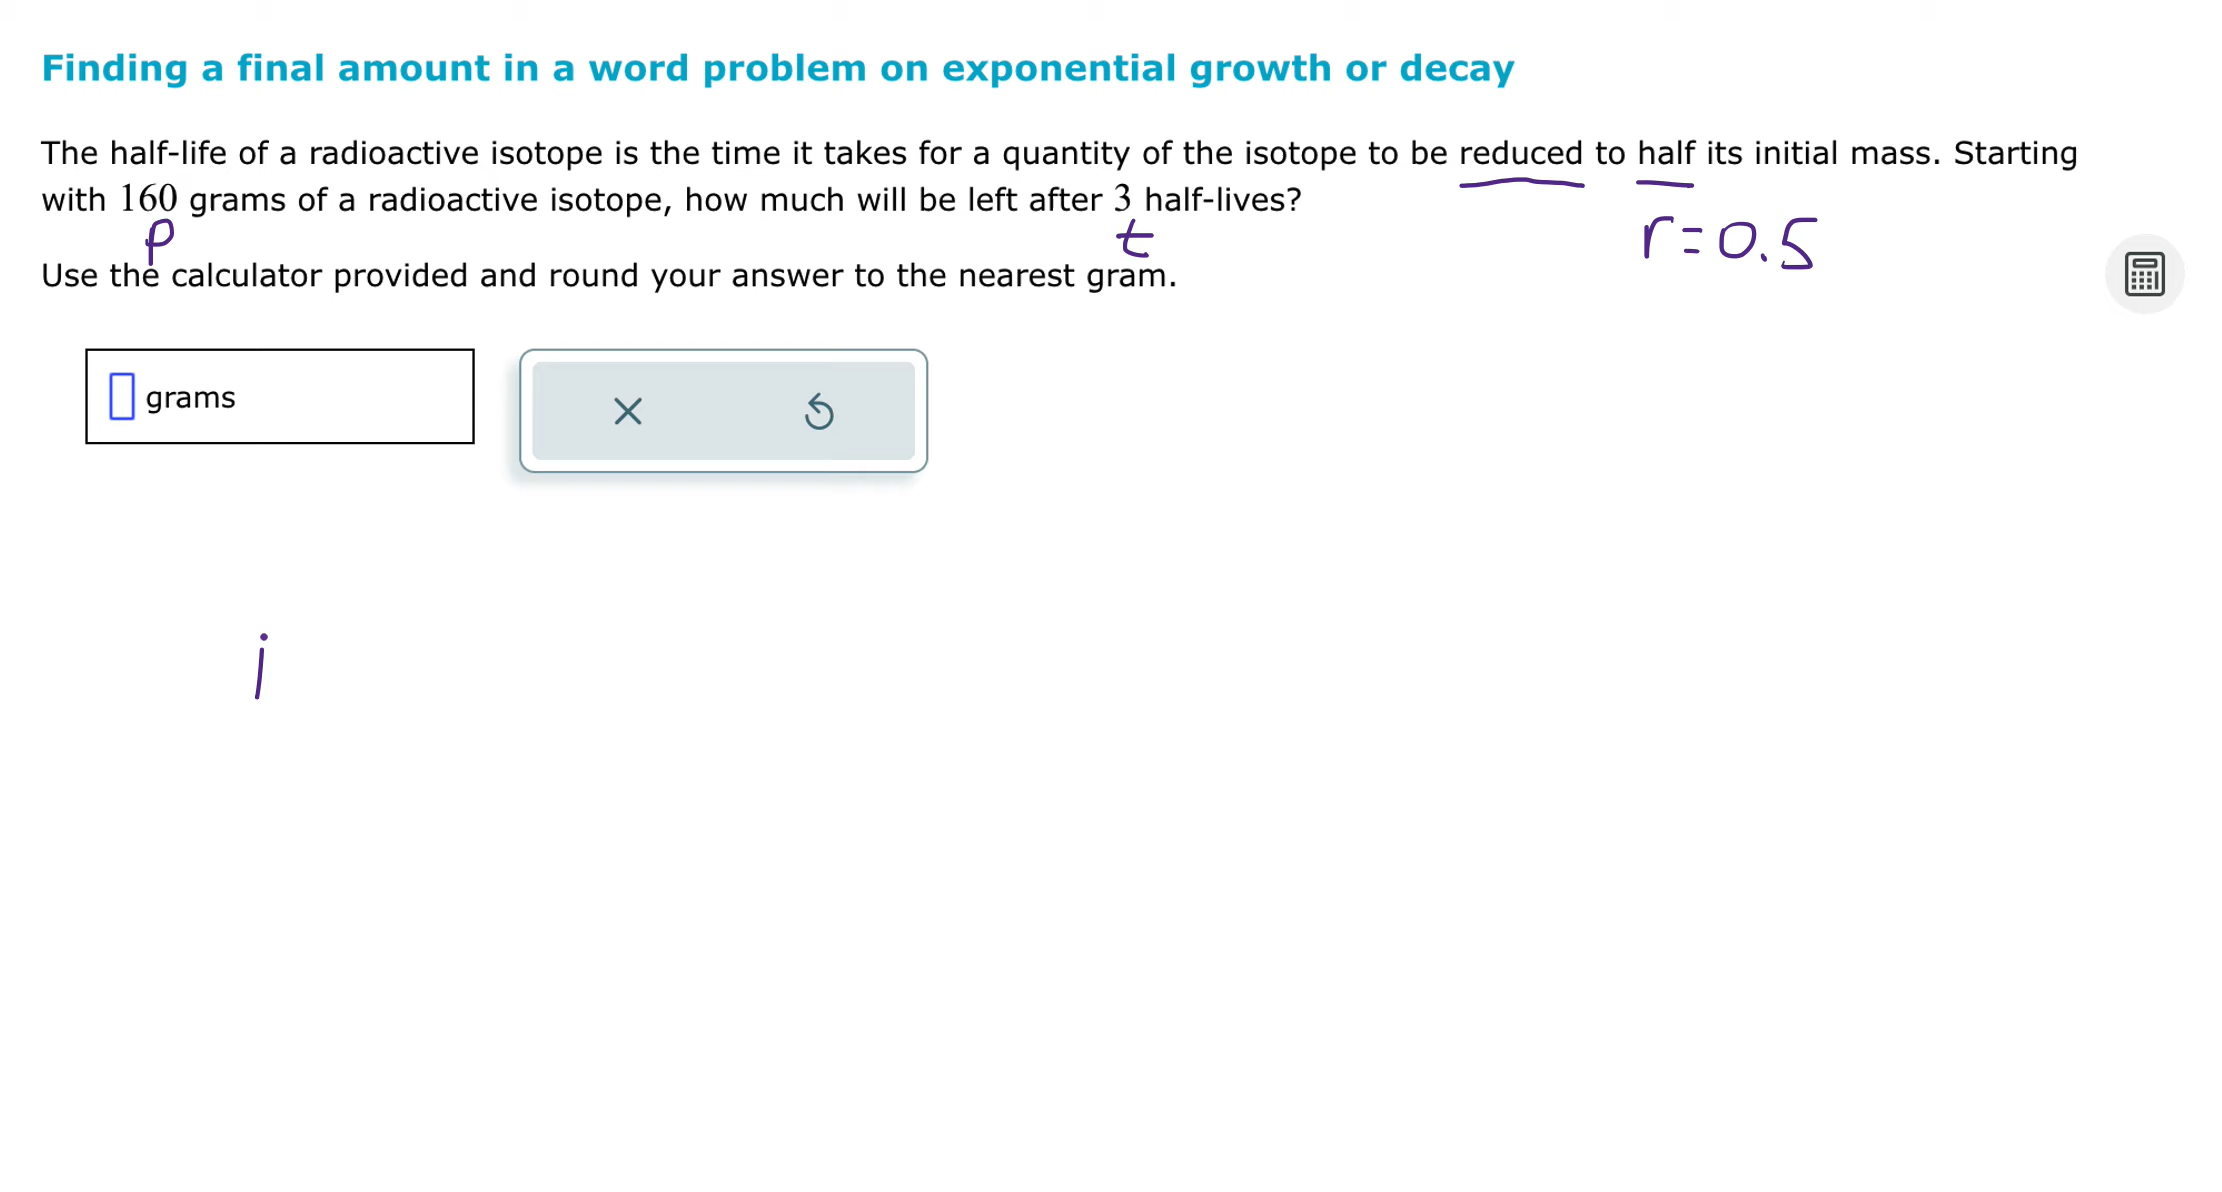 Finding a final amount in a word problem on exponential growth or decay
The half-life of a radioactive isotope is the time it takes for a quantity of the isotope to be reduced to half its initial mass. Starting
with 160 grams of a radioactive isotope, how much will be left after 3 half-lives?
p t r=0.5
Use the calculator provided and round your answer to the nearest gram.
grams
i